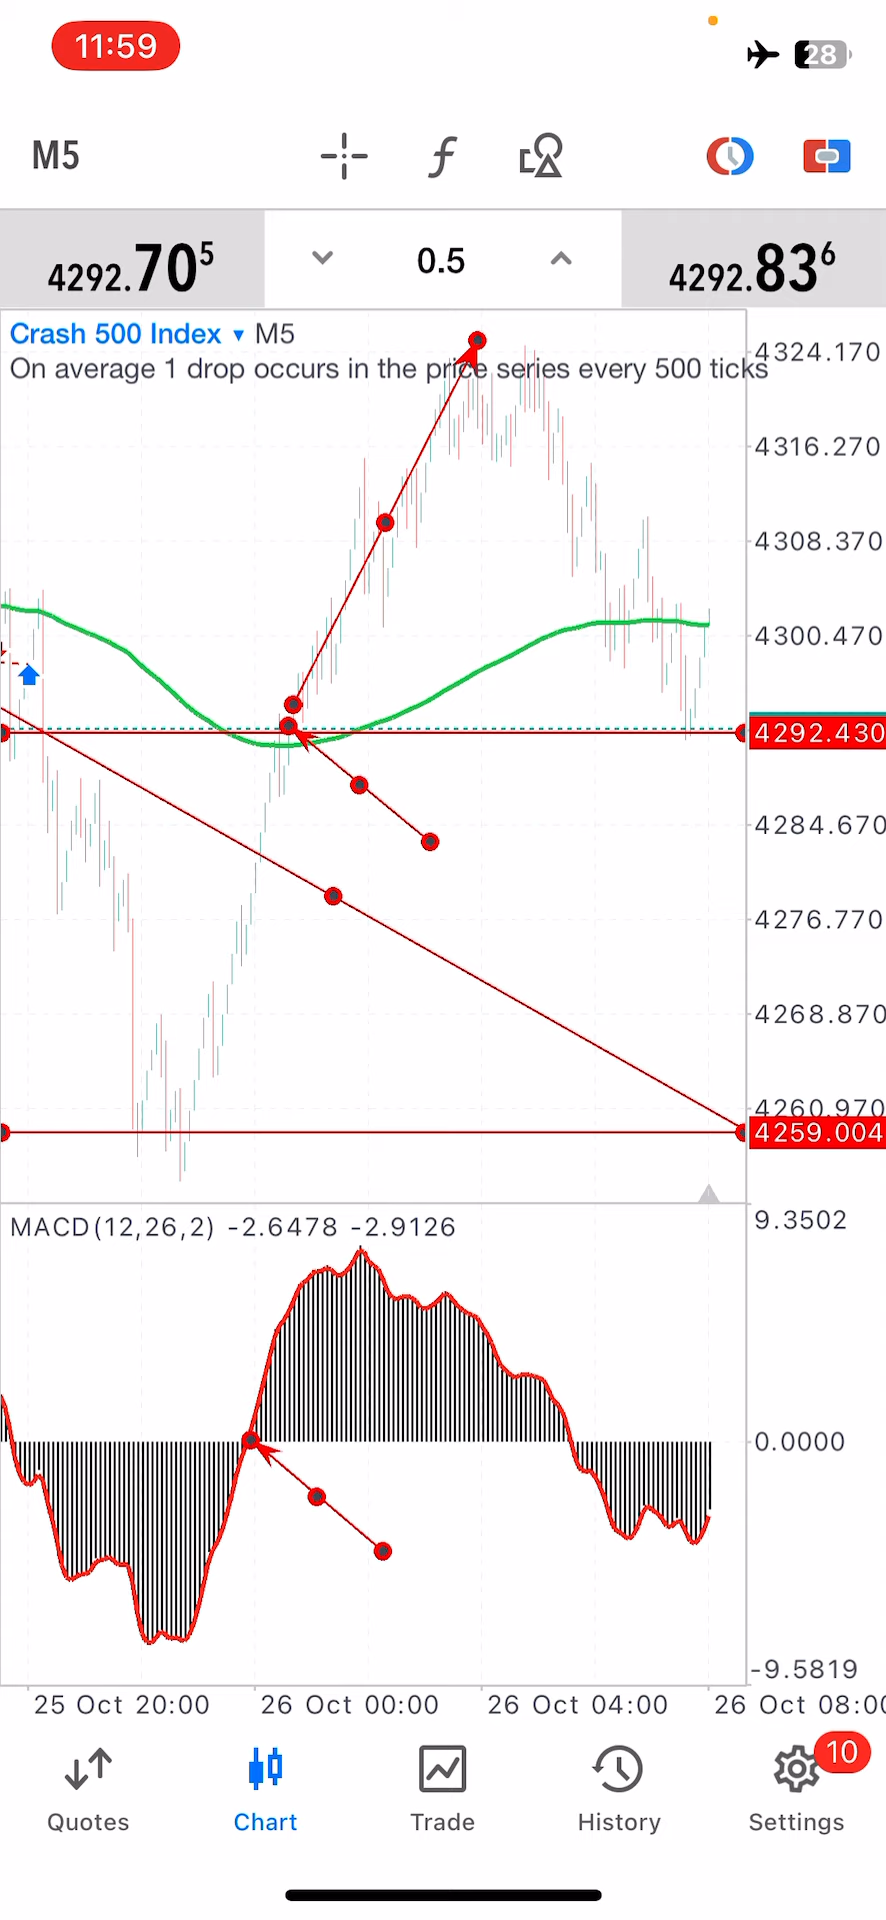 11:59
28
M5
4292.705
0.5
4292.836
Crash 500 Index ▾ M5
On average 1 drop occurs in the price series every 500 ticks
4324.170
4316.270
4308.370
4300.470
4292.430
4284.670
4276.770
4268.870
4260.970
4259.004
MACD(12,26,2) -2.6478 -2.9126
9.3502
0.0000
-9.5819
25 Oct 20:00
26 Oct 00:00
26 Oct 04:00
26 Oct 08:00
10
Quotes
Chart
Trade
History
Settings